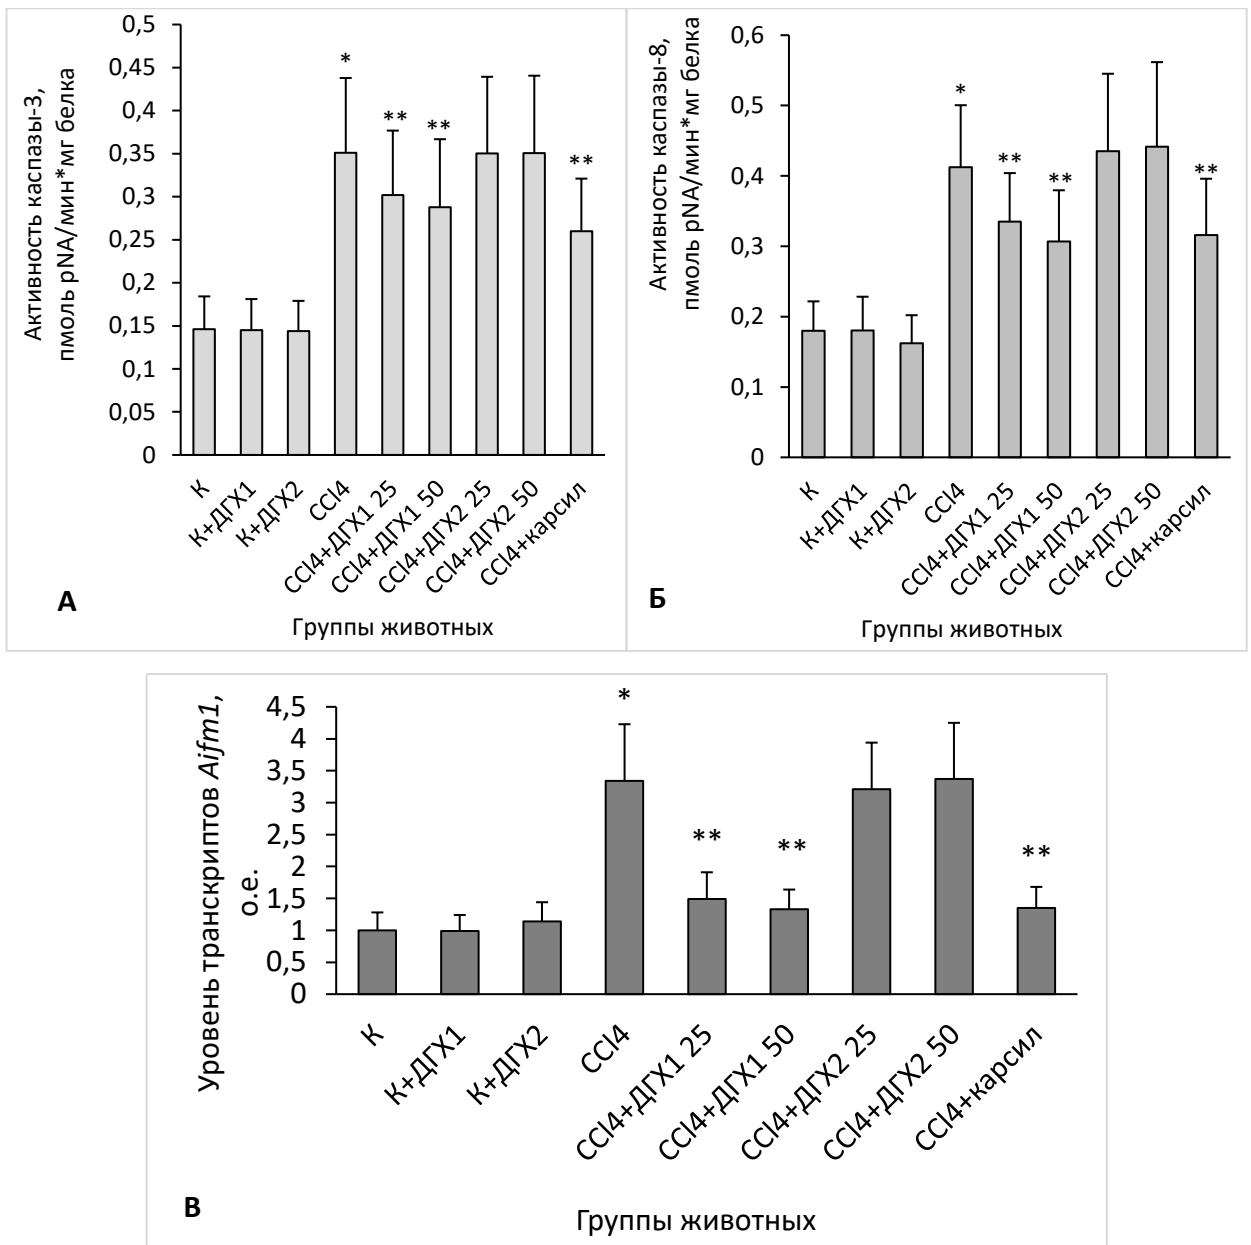 Активность каспазы-3,
пмоль pNA/мин*мг белка
0,5
0,45
0,4
0,35
0,3
0,25
0,2
0,15
0,1
0,05
0
*
**
**
**
К
К+ДГХ1
К+ДГХ2
CCl4
CCl4+ДГХ1 25
CCl4+ДГХ1 50
CCl4+ДГХ2 25
CCl4+ДГХ2 50
CCl4+карсил
А
Группы животных
Активность каспазы-8,
пмоль pNA/мин*мг белка
0,6
0,5
0,4
0,3
0,2
0,1
0
*
**
**
**
К
К+ДГХ1
К+ДГХ2
CCl4
CCl4+ДГХ1 25
CCl4+ДГХ1 50
CCl4+ДГХ2 25
CCl4+ДГХ2 50
CCl4+карсил
Б
Группы животных
Уровень транскриптов Aifm1,
о.е.
4,5
4
3,5
3
2,5
2
1,5
1
0,5
0
*
**
**
**
К
К+ДГХ1
К+ДГХ2
CCl4
CCl4+ДГХ1 25
CCl4+ДГХ1 50
CCl4+ДГХ2 25
CCl4+ДГХ2 50
CCl4+карсил
В
Группы животных